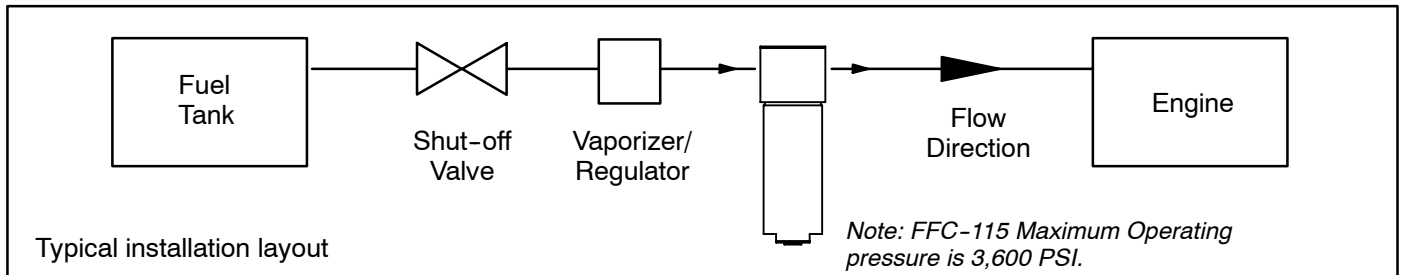 Fuel
Tank
Shut-off
Valve
Vaporizer/
Regulator
Flow
Direction
Engine
Typical installation layout
Note: FFC-115 Maximum Operating
pressure is 3,600 PSI.